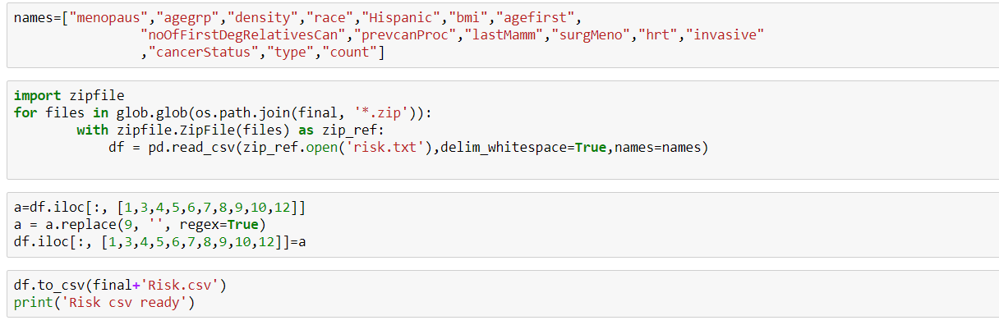 names=["menopaus","agegrp","density","race","Hispanic","bmi","agefirst",
"noOfFirstDegRelativesCan","prevcanProc","lastMamm","surgMeno","hrt","invasive"
,"cancerStatus","type","count"]
import zipfile
for files in glob.glob(os.path.join(final, '*.zip')):
with zipfile.ZipFile(files) as zip_ref:
df = pd.read_csv(zip_ref.open('risk.txt'),delim_whitespace=True,names=names)
a=df.iloc[:, [1,3,4,5,6,7,8,9,10,12]]
a = a.replace(9, '', regex=True)
df.iloc[:, [1,3,4,5,6,7,8,9,10,12]]=a
df.to_csv(final+'Risk.csv')
print('Risk csv ready')